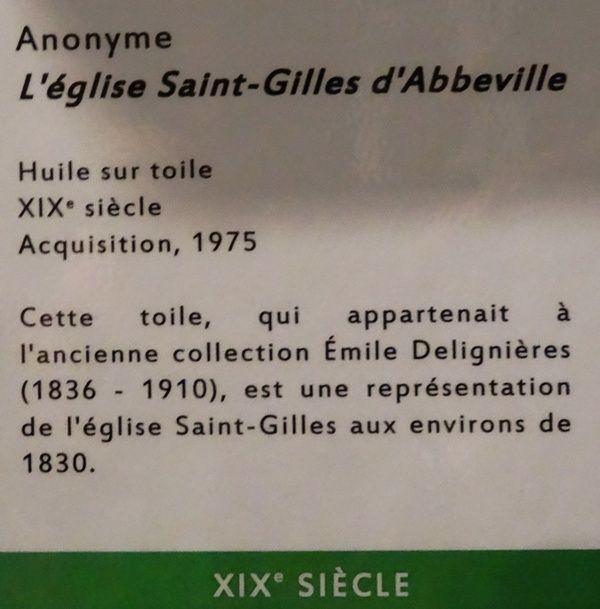 Anonyme
L'église Saint-Gilles d'Abbeville
Huile sur toile
XIXe siècle
Acquisition, 1975
Cette toile, qui appartenait à
l'ancienne collection Émile Delignières
(1836 - 1910), est une représentation
de l'église Saint-Gilles aux environs de
1830.
XIXe SIÈCLE